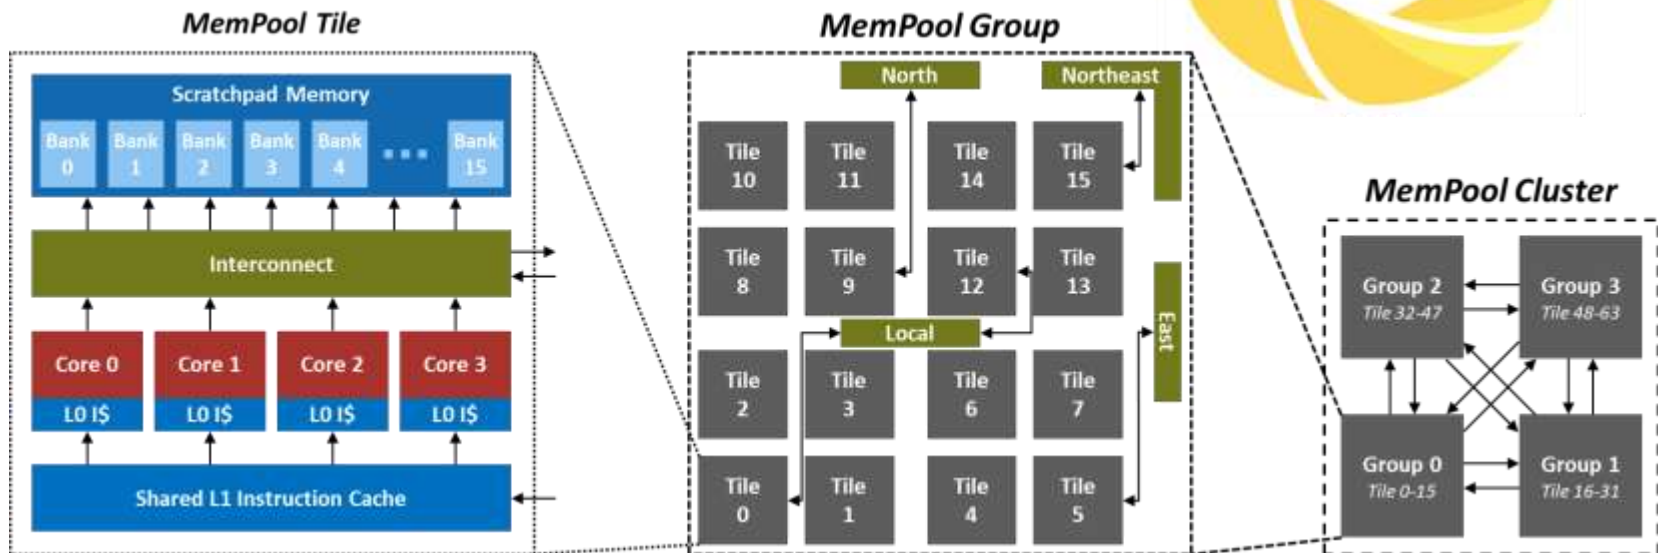 MemPool Tile
Scratchpad Memory
Bank
0
Bank
1
Bank
2
Bank
3
Bank
4
Bank
15
Interconnect
Core 0
L0 I$
Core 1
L0 I$
Core 2
L0 I$
Core 3
L0 I$
Shared L1 Instruction Cache
MemPool Group
North
Northeast
Tile
10
Tile
11
Tile
14
Tile
15
Tile
8
Tile
9
Tile
12
Tile
13
Local
East
Tile
2
Tile
3
Tile
6
Tile
7
Tile
0
Tile
1
Tile
4
Tile
5
MemPool Cluster
Group 2
Tile 32-47
Group 3
Tile 48-63
Group 0
Tile 0-15
Group 1
Tile 16-31